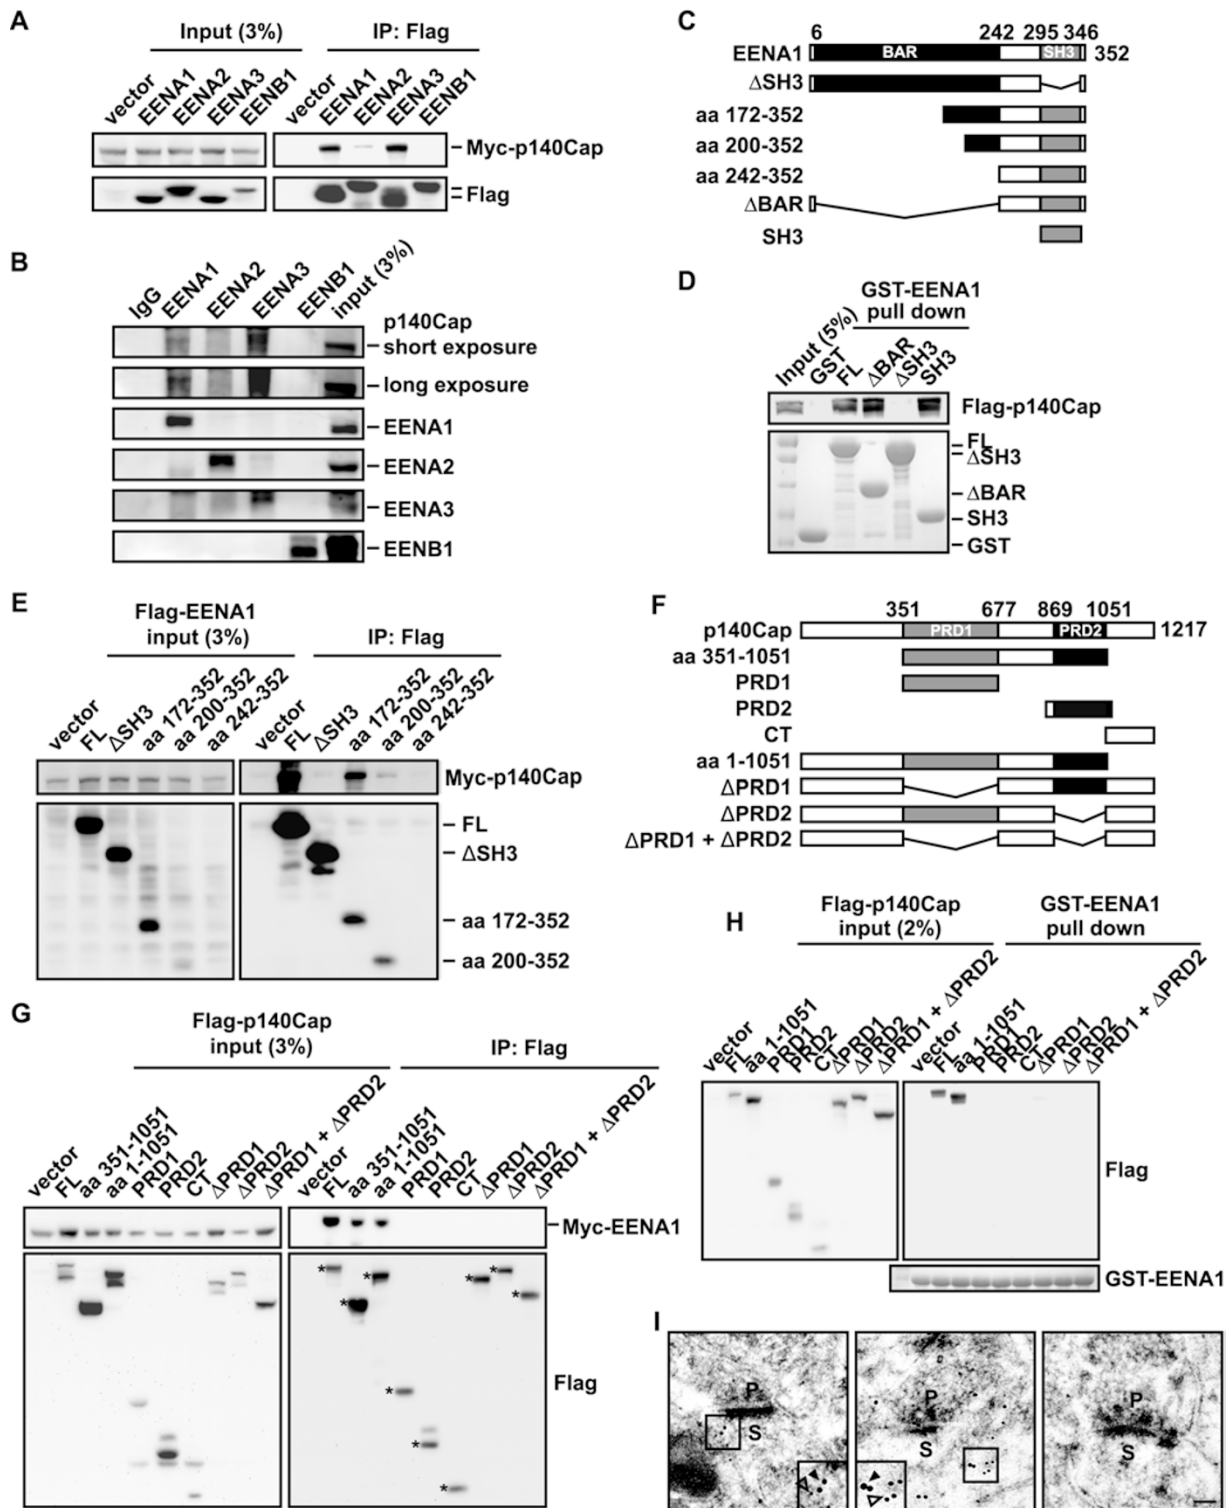 A
Input (3%)
IP: Flag
vector
EENA1
EENA2
EENA3
EENB1
vector
EENA1
EENA2
EENA3
EENB1
Myc-p140Cap
Flag
B
IgG
EENA1
EENA2
EENA3
EENB1
input (3%)
p140Cap
short exposure
long exposure
EENA1
EENA2
EENA3
EENB1
C
6
242
295
346
EENA1
BAR
SH3
352
ΔSH3
aa 172-352
aa 200-352
aa 242-352
ΔBAR
SH3
D
GST-EENA1
pull down
Input (5%)
GST
FL
ΔBAR
ΔSH3
SH3
Flag-p140Cap
FL
ΔSH3
ΔBAR
SH3
GST
E
Flag-EENA1
input (3%)
IP: Flag
vector
FL
ΔSH3
aa 172-352
aa 200-352
aa 242-352
vector
FL
ΔSH3
aa 172-352
aa 200-352
aa 242-352
Myc-p140Cap
FL
ΔSH3
aa 172-352
aa 200-352
F
351
677
869
1051
p140Cap
PRD1
PRD2
1217
aa 351-1051
PRD1
PRD2
CT
aa 1-1051
ΔPRD1
ΔPRD2
ΔPRD1 + ΔPRD2
G
Flag-p140Cap
input (3%)
IP: Flag
vector
FL
aa 351-1051
aa 1-1051
PRD1
PRD2
CT
ΔPRD1
ΔPRD2
ΔPRD1 + ΔPRD2
vector
FL
aa 351-1051
aa 1-1051
PRD1
PRD2
CT
ΔPRD1
ΔPRD2
ΔPRD1 + ΔPRD2
Myc-EENA1
Flag
* * * * * * * * *
H
Flag-p140Cap
input (2%)
GST-EENA1
pull down
vector
FL
aa 1-1051
PRD1
PRD2
CT
ΔPRD1
ΔPRD2
ΔPRD1 + ΔPRD2
vector
FL
aa 1-1051
PRD1
PRD2
CT
ΔPRD1
ΔPRD2
ΔPRD1 + ΔPRD2
Flag
GST-EENA1
I
P
S
P
S
P
S